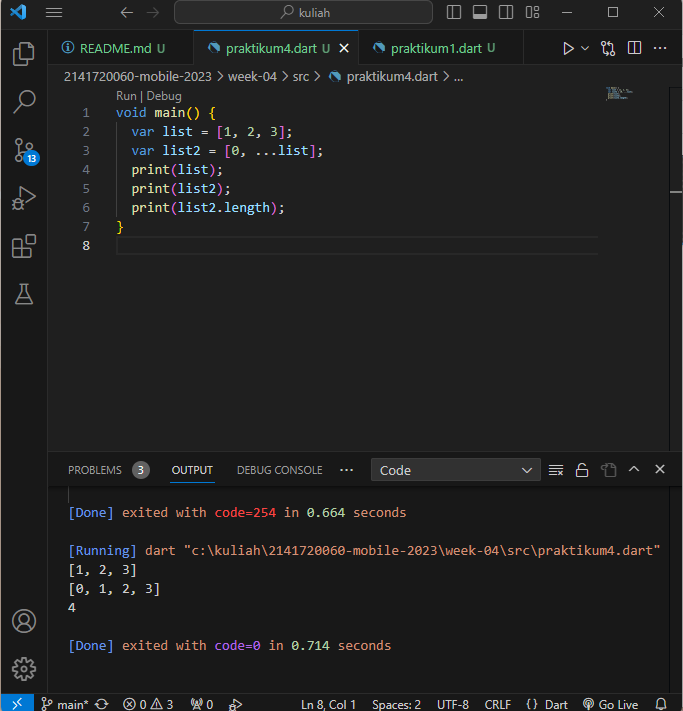 kuliah
README.md U
praktikum4.dart U
praktikum1.dart U
2141720060-mobile-2023 > week-04 > src > praktikum4.dart > ...
Run | Debug
1 void main() {
2 var list = [1, 2, 3];
3 var list2 = [0, ...list];
4 print(list);
5 print(list2);
6 print(list2.length);
7 }
8
13
PROBLEMS 3 OUTPUT DEBUG CONSOLE ... Code
[Done] exited with code=254 in 0.664 seconds
[Running] dart "c:\kuliah\2141720060-mobile-2023\week-04\src\praktikum4.dart"
[1, 2, 3]
[0, 1, 2, 3]
4
[Done] exited with code=0 in 0.714 seconds
main* 0 3 0 Ln 8, Col 1 Spaces: 2 UTF-8 CRLF {} Dart Go Live